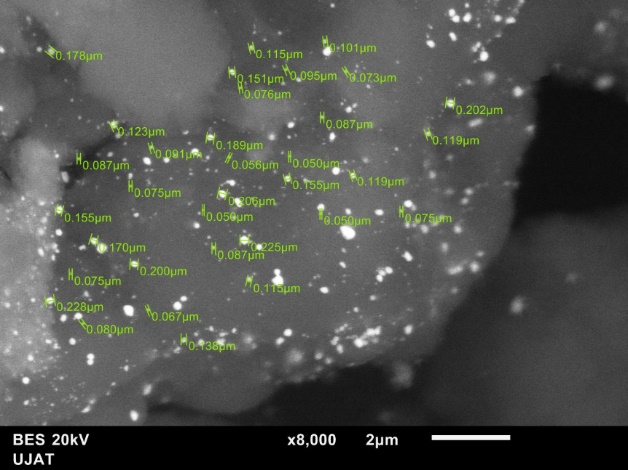 0.178µm
0.115µm
0.101µm
0.151µm
0.095µm
0.073µm
0.076µm
0.202µm
0.087µm
0.123µm
0.189µm
0.119µm
0.091µm
0.087µm
0.056µm
0.050µm
0.075µm
0.155µm
0.119µm
0.206µm
0.155µm
0.050µm
0.050µm
0.075µm
0.170µm
0.087µm
0.225µm
0.200µm
0.075µm
0.115µm
0.228µm
0.067µm
0.080µm
0.138µm
BES 20kV x8,000 2µm
UJAT